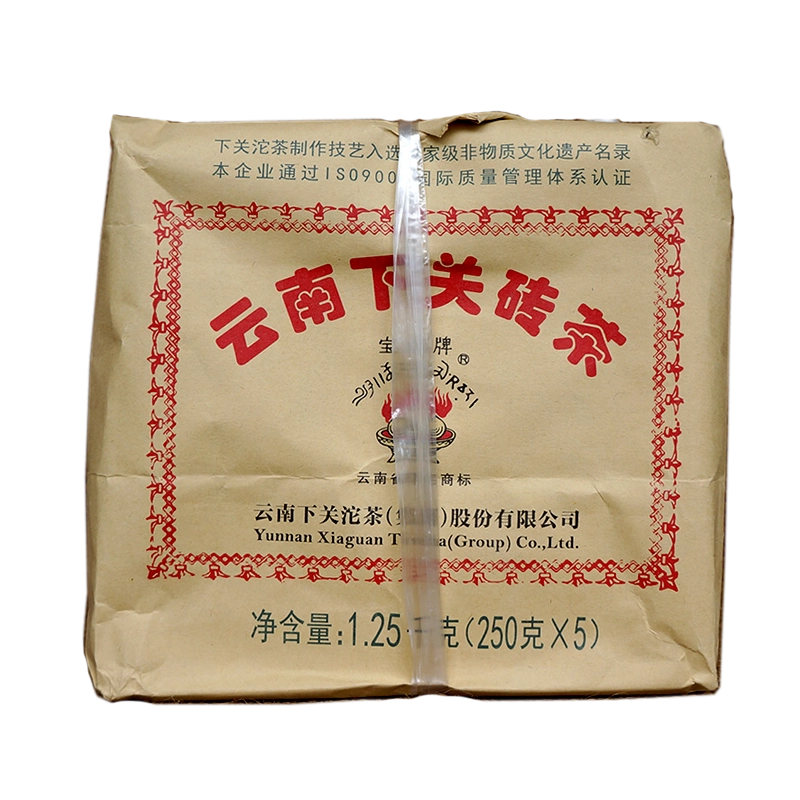 下关沱茶制作技艺入选 家级非物质文化遗产名录
本企业通过ISO900 国际质量管理体系认证
云南下关砖茶
宝 牌
®
云南省 商标
云南下关沱茶( )股份有限公司
Yunnan Xiaguan T a(Group) Co.,Ltd.
净含量:1.25 克(250克×5)